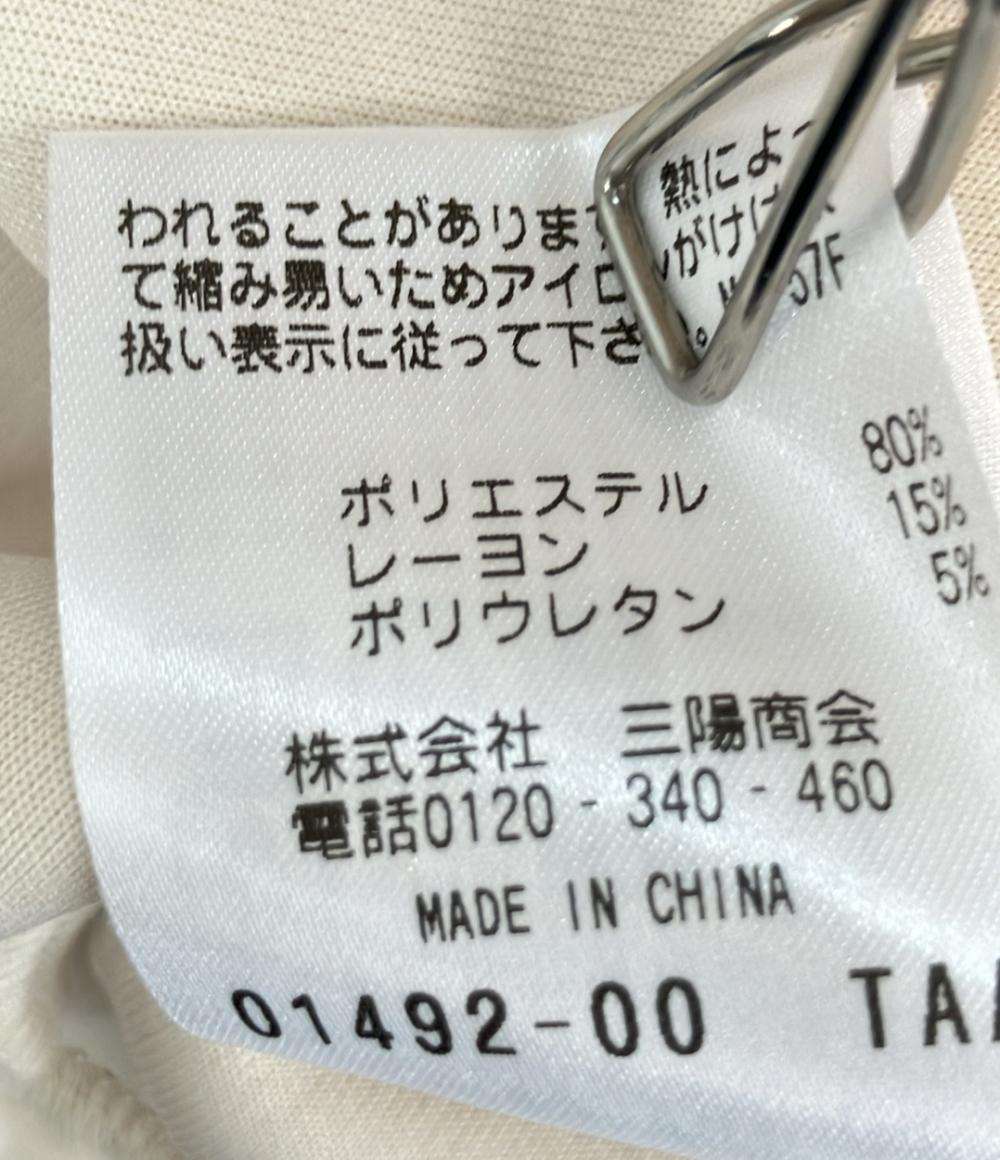 われることがあります 熱によっ
て縮み易いためアイロンがけは
扱い表示に従って下さ 。 57F
ポリエステル 80%
レーヨン 15%
ポリウレタン 5%
株式会社 三陽商会
電話0120-340-460
MADE IN CHINA
01492-00 TA